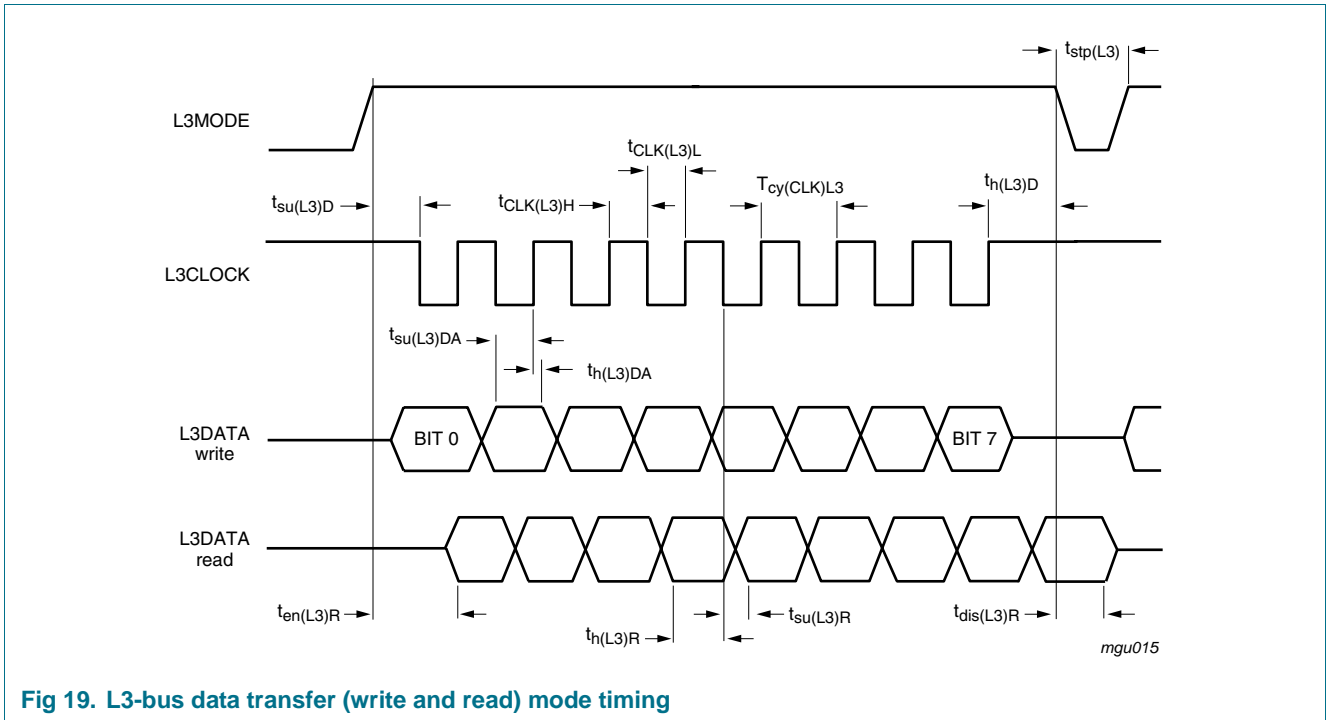 tstp(L3)
L3MODE
tCLK(L3)L
tsu(L3)D
tCLK(L3)H
Tcy(CLK)L3
th(L3)D
L3CLOCK
tsu(L3)DA
th(L3)DA
L3DATA
write
BIT 0
BIT 7
L3DATA
read
ten(L3)R
th(L3)R
tsu(L3)R
tdis(L3)R
mgu015
Fig 19. L3-bus data transfer (write and read) mode timing